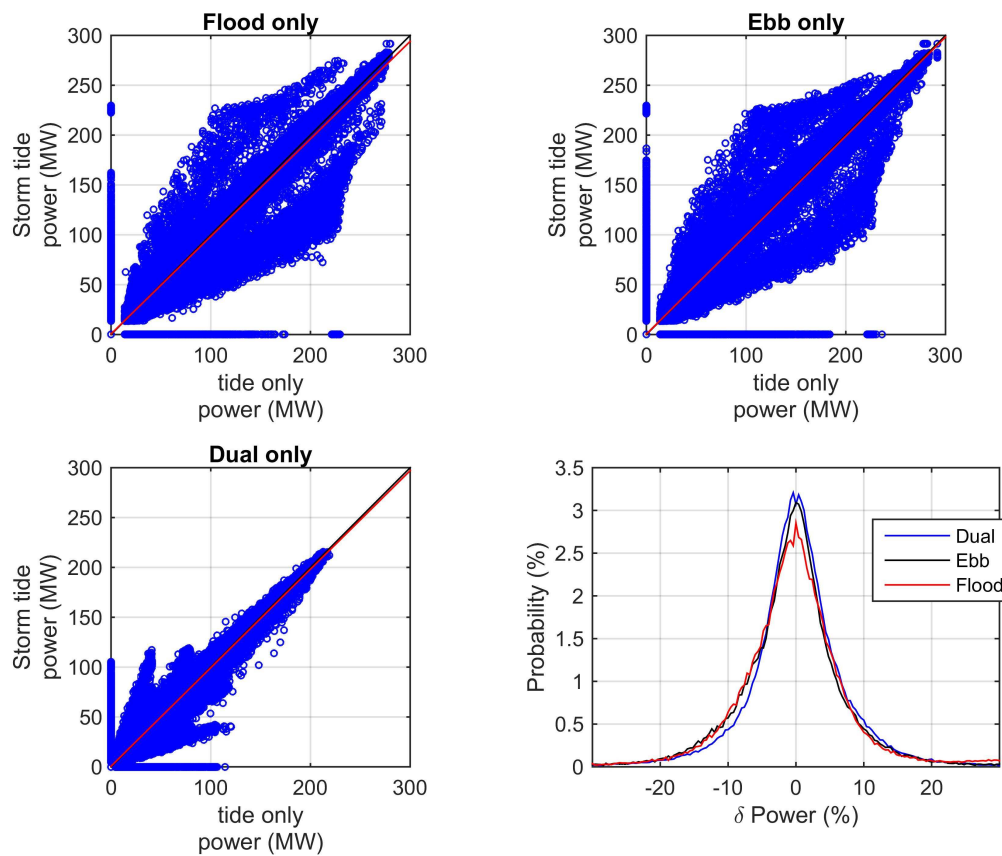 Flood only
300
250
200
150
100
50
0
Storm tide
power (MW)
0 100 200 300
tide only
power (MW)
Ebb only
300
250
200
150
100
50
0
Storm tide
power (MW)
0 100 200 300
tide only
power (MW)
Dual only
300
250
200
150
100
50
0
Storm tide
power (MW)
0 100 200 300
tide only
power (MW)
3.5
3
2.5
2
1.5
1
0.5
0
Probability (%)
Dual
Ebb
Flood
-20 -10 0 10 20
δ Power (%)